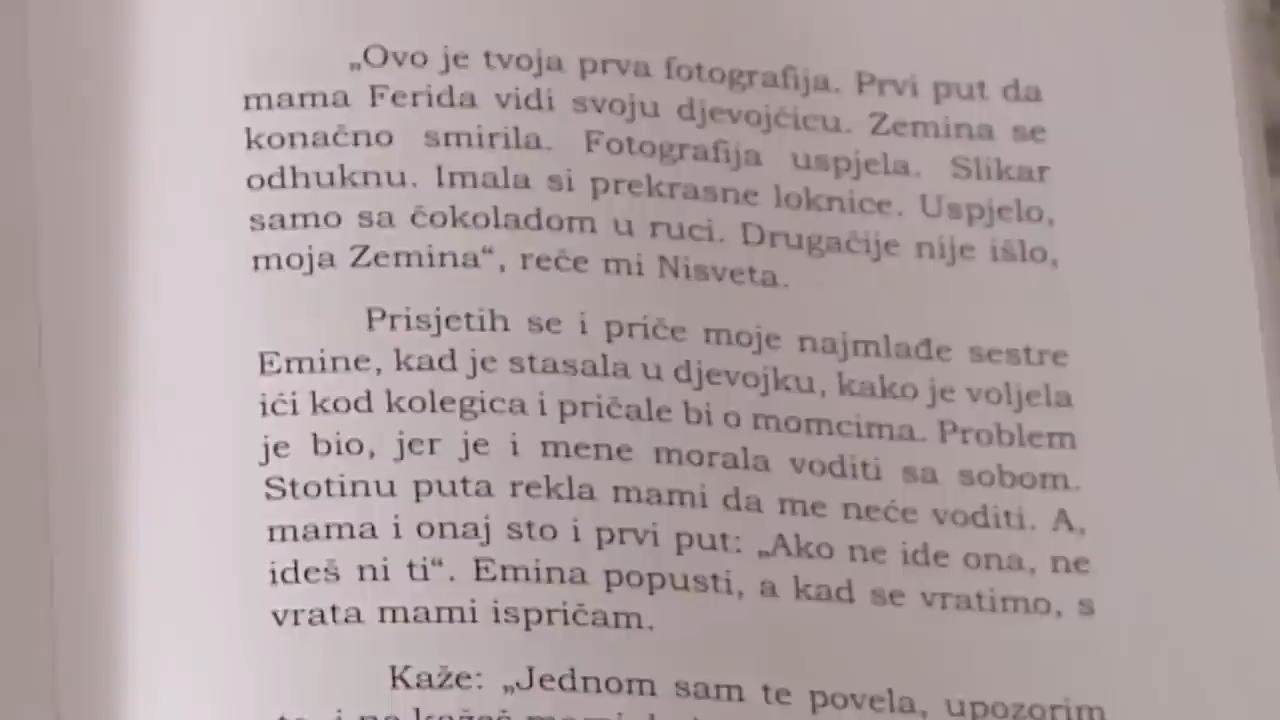 „Ovo je tvoja prva fotografija. Prvi put da
mama Ferida vidi svoju djevojčicu. Zemina se
konačno smirila. Fotografija uspjela. Slikar
odhuknu. Imala si prekrasne loknice. Uspjelo,
samo sa čokoladom u ruci. Drugačije nije išlo,
moja Zemina“, reče mi Nisveta.
Prisjetih se i priče moje najmlađe sestre
Emine, kad je stasala u djevojku, kako je voljela
ići kod kolegica i pričale bi o momcima. Problem
je bio, jer je i mene morala voditi sa sobom.
Stotinu puta rekla mami da me neće voditi. A,
mama i onaj sto i prvi put: „Ako ne ide ona, ne
ideš ni ti“. Emina popusti, a kad se vratimo, s
vrata mami ispričam.
Kaže: „Jednom sam te povela, upozorim